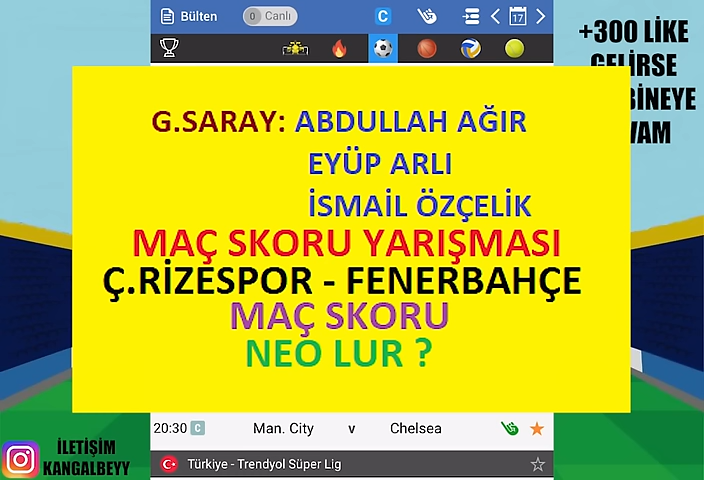 Bülten
0 Canlı
C
17
+300 LİKE
GELİRSE
BİNEYE
VAM
G.SARAY: ABDULLAH AĞIR
EYÜP ARLI
İSMAİL ÖZÇELİK
MAÇ SKORU YARIŞMASI
Ç.RİZESPOR - FENERBAHÇE
MAÇ SKORU
NEO LUR ?
20:30 C Man. City v Chelsea
Türkiye - Trendyol Süper Lig
İLETİŞİM
KANGALBEYY